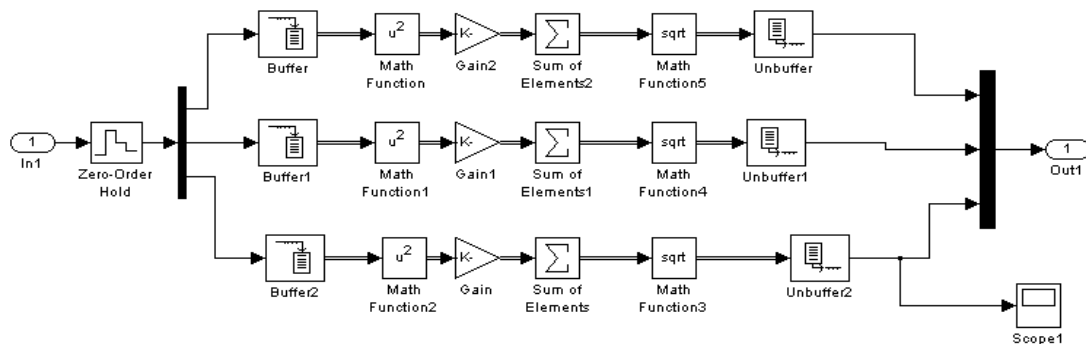 u²
K-
sqrt
Buffer
Math
Function
Gain2
Sum of
Elements2
Math
Function5
Unbuffer
1
In1
Zero-Order
Hold
u²
K-
sqrt
Buffer1
Math
Function1
Gain1
Sum of
Elements1
Math
Function4
Unbuffer1
1
Out1
u²
K-
sqrt
Buffer2
Math
Function2
Gain
Sum of
Elements
Math
Function3
Unbuffer2
Scope1